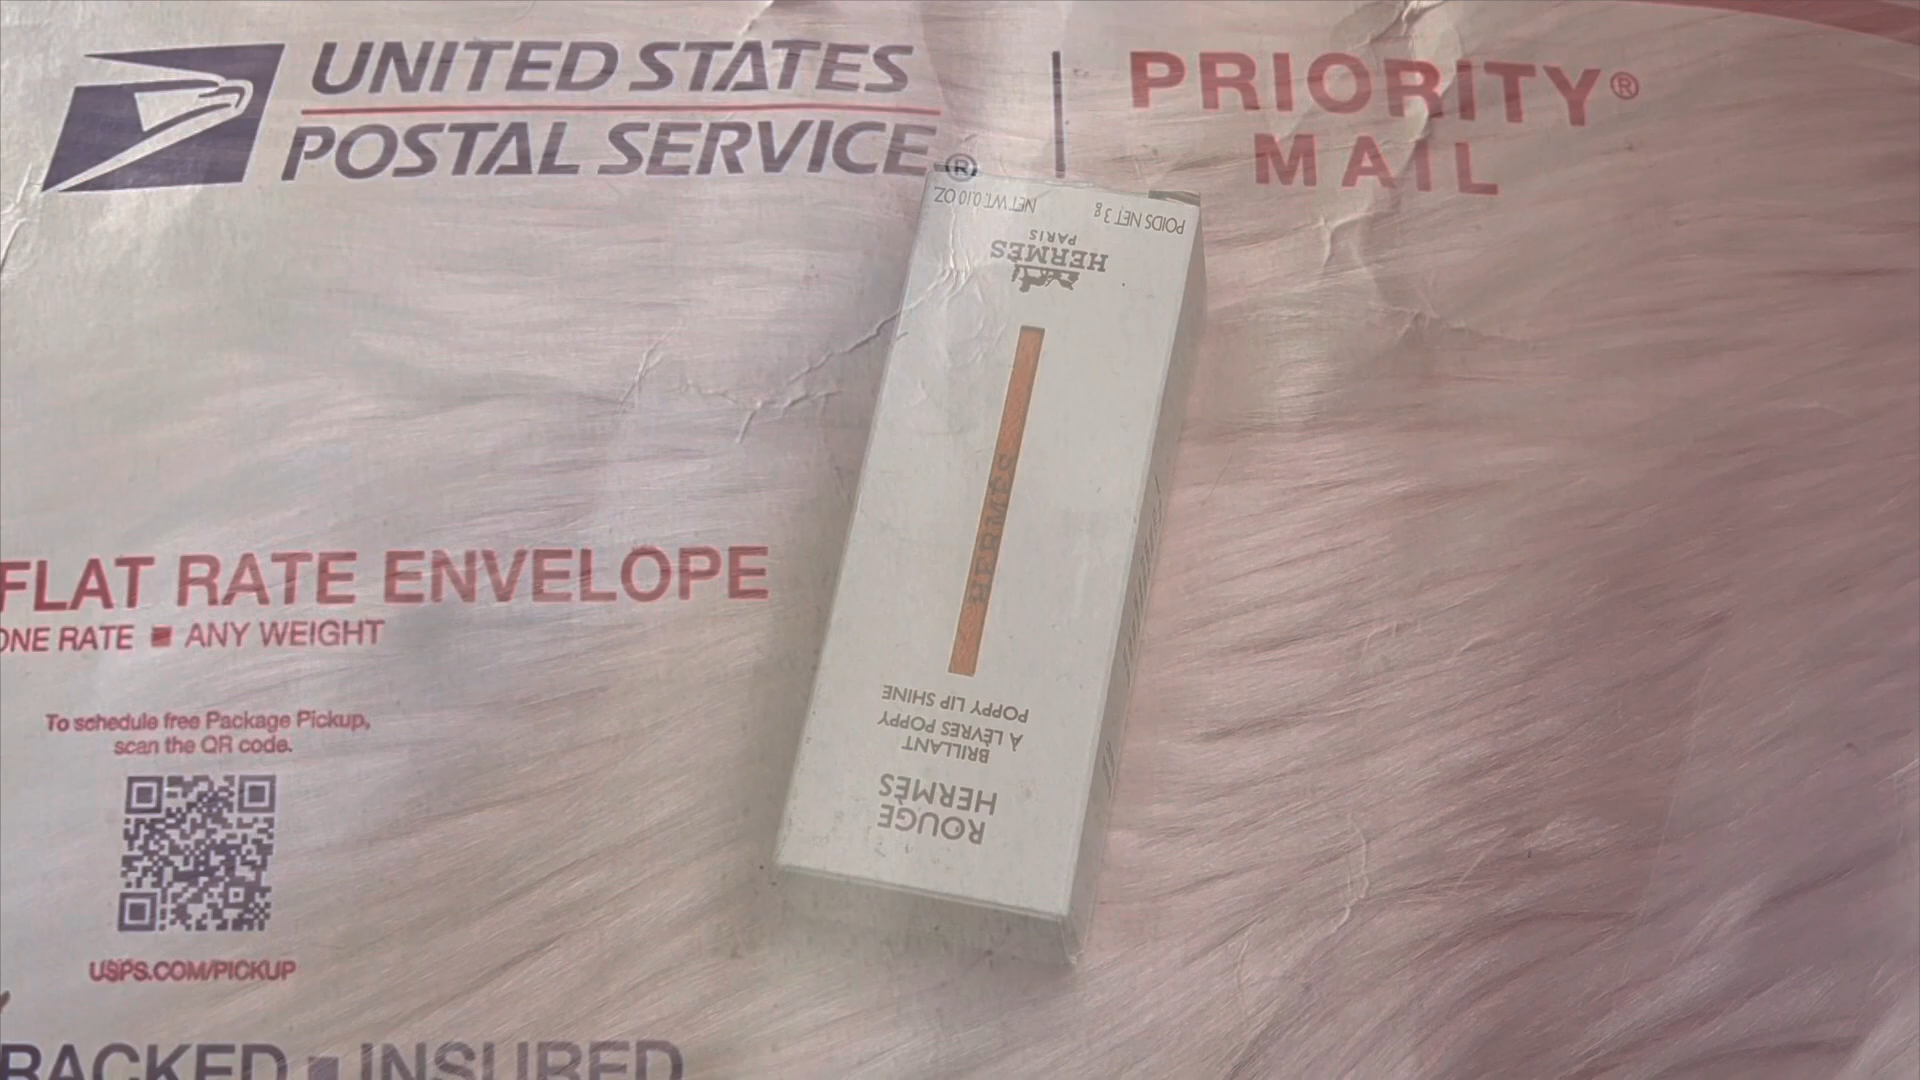 UNITED STATES
POSTAL SERVICE®
PRIORITY®
MAIL
FLAT RATE ENVELOPE
ONE RATE ■ ANY WEIGHT
To schedule free Package Pickup,
scan the QR code.
USPS.COM/PICKUP
RACKED ■ INSURED
ROUGE
HERMÈS
BRILLANT
À LÈVRES POPPY
POPPY LIP SHINE
HERMÈS
HERMÈS
PARIS
POIDS NET 3 g
NET WT. 0.10 OZ